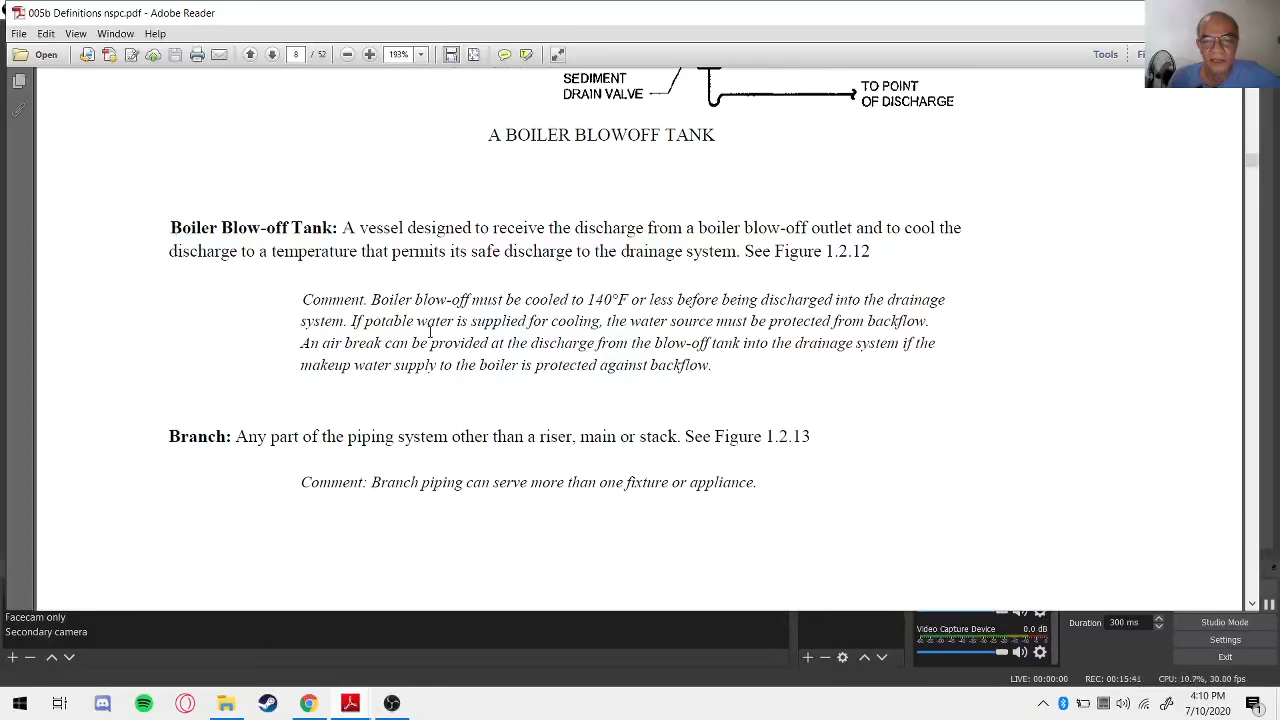 005b Definitions nspc.pdf - Adobe Reader
File Edit View Window Help
Open 8 / 52 193% Tools Fi
SEDIMENT
DRAIN VALVE
TO POINT
OF DISCHARGE
A BOILER BLOWOFF TANK
Boiler Blow-off Tank: A vessel designed to receive the discharge from a boiler blow-off outlet and to cool the
discharge to a temperature that permits its safe discharge to the drainage system. See Figure 1.2.12
Comment. Boiler blow-off must be cooled to 140°F or less before being discharged into the drainage
system. If potable water is supplied for cooling, the water source must be protected from backflow.
An air break can be provided at the discharge from the blow-off tank into the drainage system if the
makeup water supply to the boiler is protected against backflow.
Branch: Any part of the piping system other than a riser, main or stack. See Figure 1.2.13
Comment: Branch piping can serve more than one fixture or appliance.
Facecam only
Secondary camera
Video Capture Device 0.0 dB
Duration 300 ms
Studio Mode
Settings
Exit
LIVE: 00:00:00 REC: 00:15:41 CPU: 10.7%, 30.00 fps
4:10 PM
7/10/2020
1